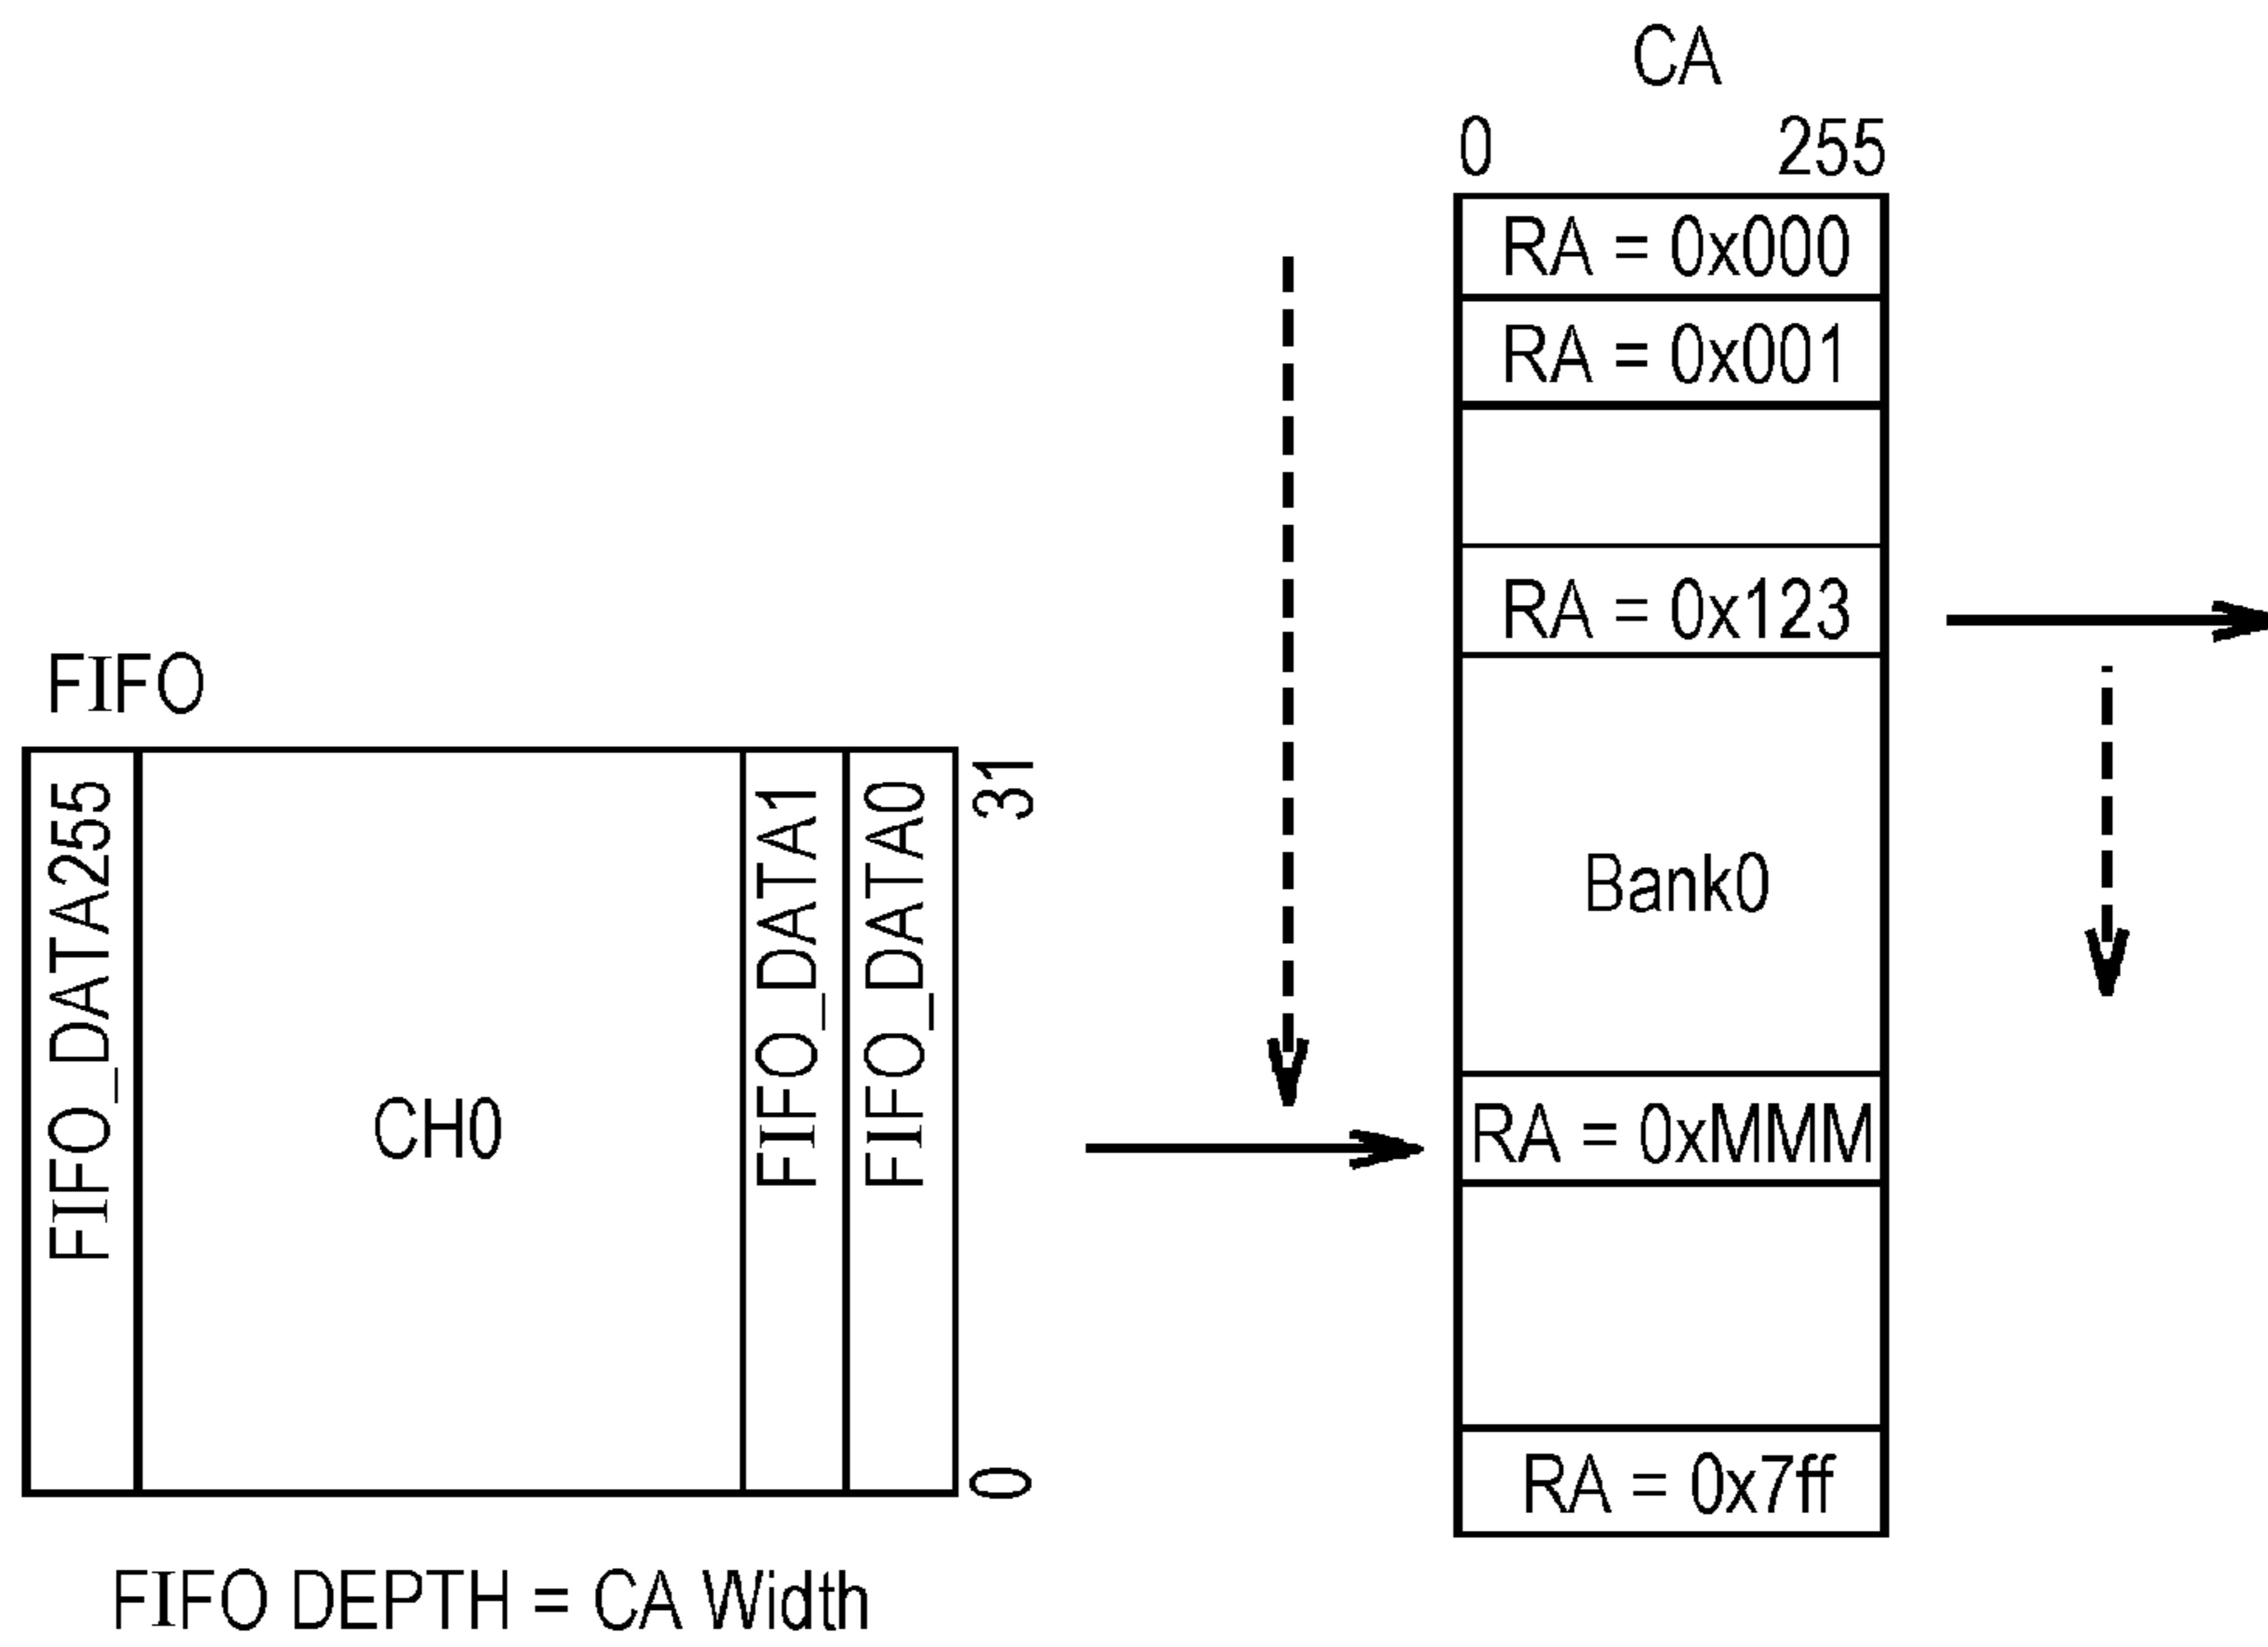 CA
0 255
RA = 0x000
RA = 0x001
RA = 0x123
Bank0
RA = 0xMMM
RA = 0x7ff
FIFO
FIFO_DATA255
CH0
FIFO_DATA1
FIFO_DATA0
31
0
FIFO DEPTH = CA Width